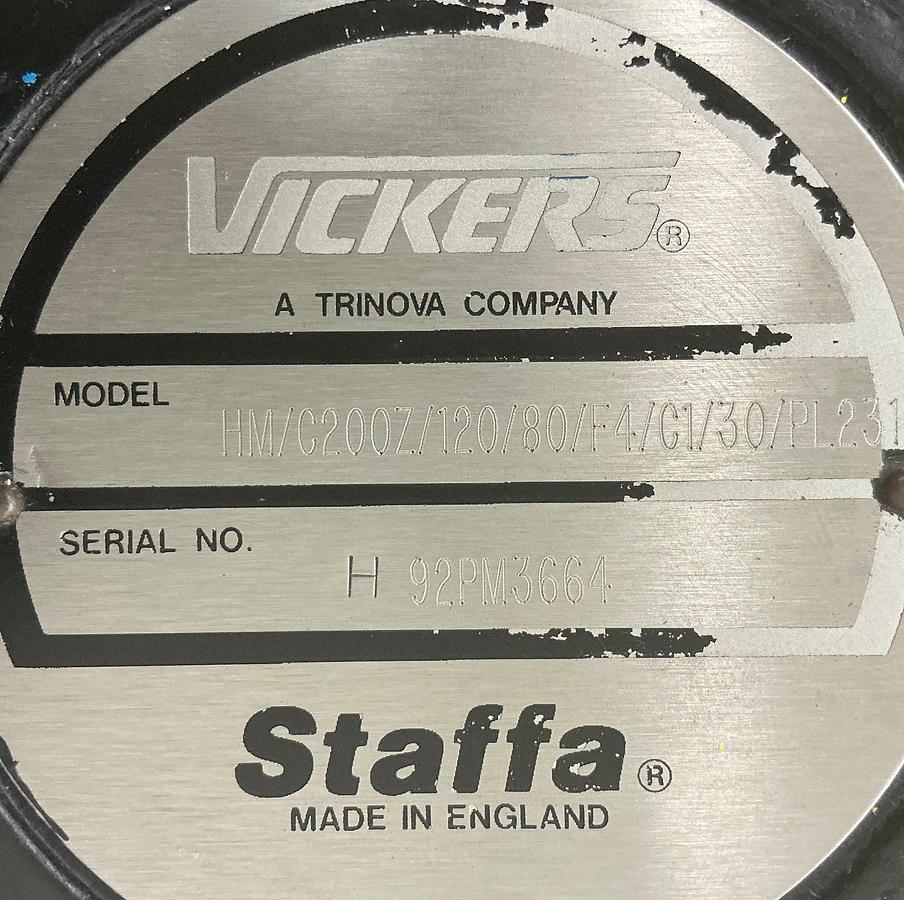 VICKERS®
A TRINOVA COMPANY
MODEL
HM/C200Z/120/80/F4/C1/30/PL231
SERIAL NO.
H 92PM3664
Staffa®
MADE IN ENGLAND